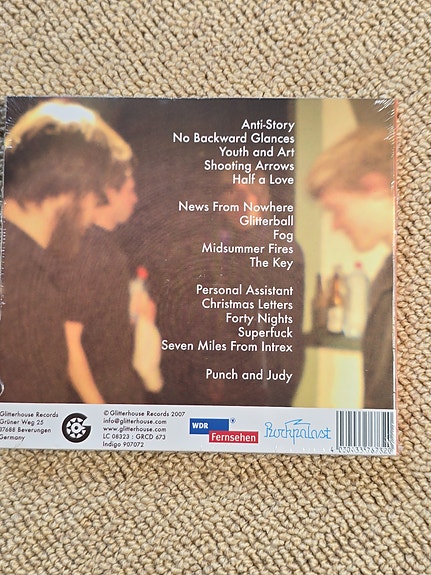 Anti-Story
No Backward Glances
Youth and Art
Shooting Arrows
Half a Love
News From Nowhere
Glitterball
Fog
Midsummer Fires
The Key
Personal Assistant
Christmas Letters
Forty Nights
Superfuck
Seven Miles From Intrex
Punch and Judy
Glitterhouse Records
Grüner Weg 25
37688 Beverungen
Germany
© Glitterhouse Records 2007
info@glitterhouse.com
www.glitterhouse.com
LC 08323 : GRCD 673
Indigo 907072
WDR
Fernsehen
Rockpalast